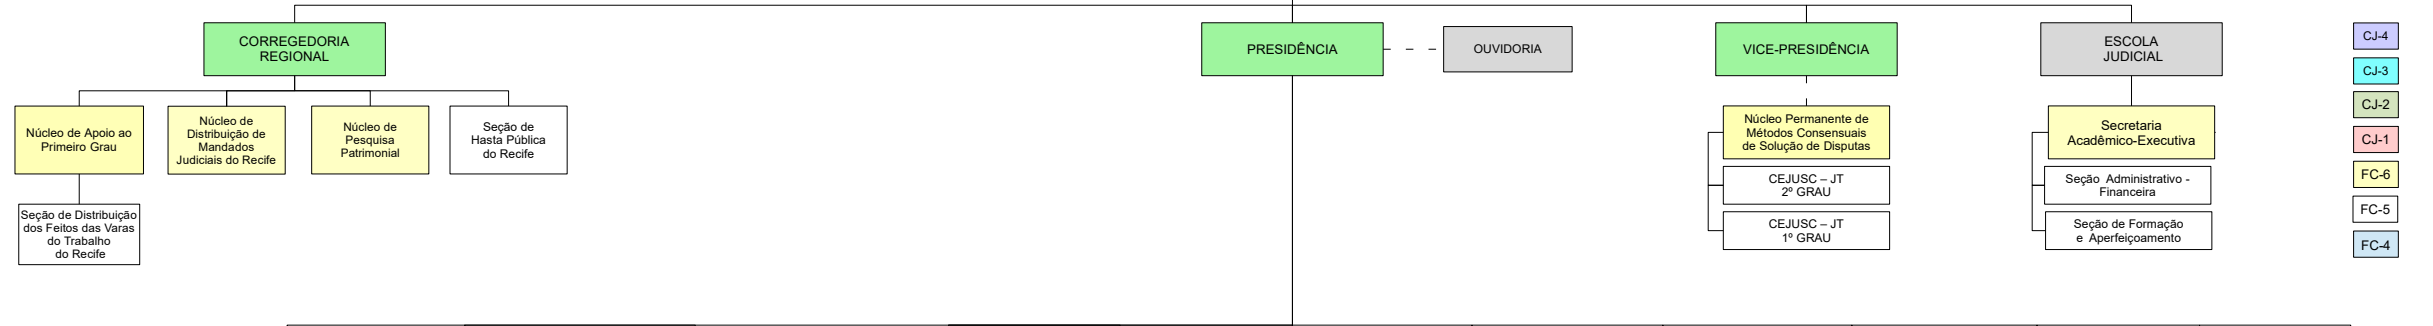 CORREGEDORIA
REGIONAL
PRESIDÊNCIA
OUVIDORIA
VICE-PRESIDÊNCIA
ESCOLA
JUDICIAL
Núcleo de Apoio ao
Primeiro Grau
Núcleo de
Distribuição de
Mandados
Judiciais do Recife
Núcleo de
Pesquisa
Patrimonial
Seção de
Hasta Pública
do Recife
Seção de Distribuição
dos Feitos das Varas
do Trabalho
do Recife
Núcleo Permanente de
Métodos Consensuais
de Solução de Disputas
CEJUSC – JT
2º GRAU
CEJUSC – JT
1º GRAU
Secretaria
Acadêmico-Executiva
Seção Administrativo -
Financeira
Seção de Formação
e Aperfeiçoamento
CJ-4
CJ-3
CJ-2
CJ-1
FC-6
FC-5
FC-4